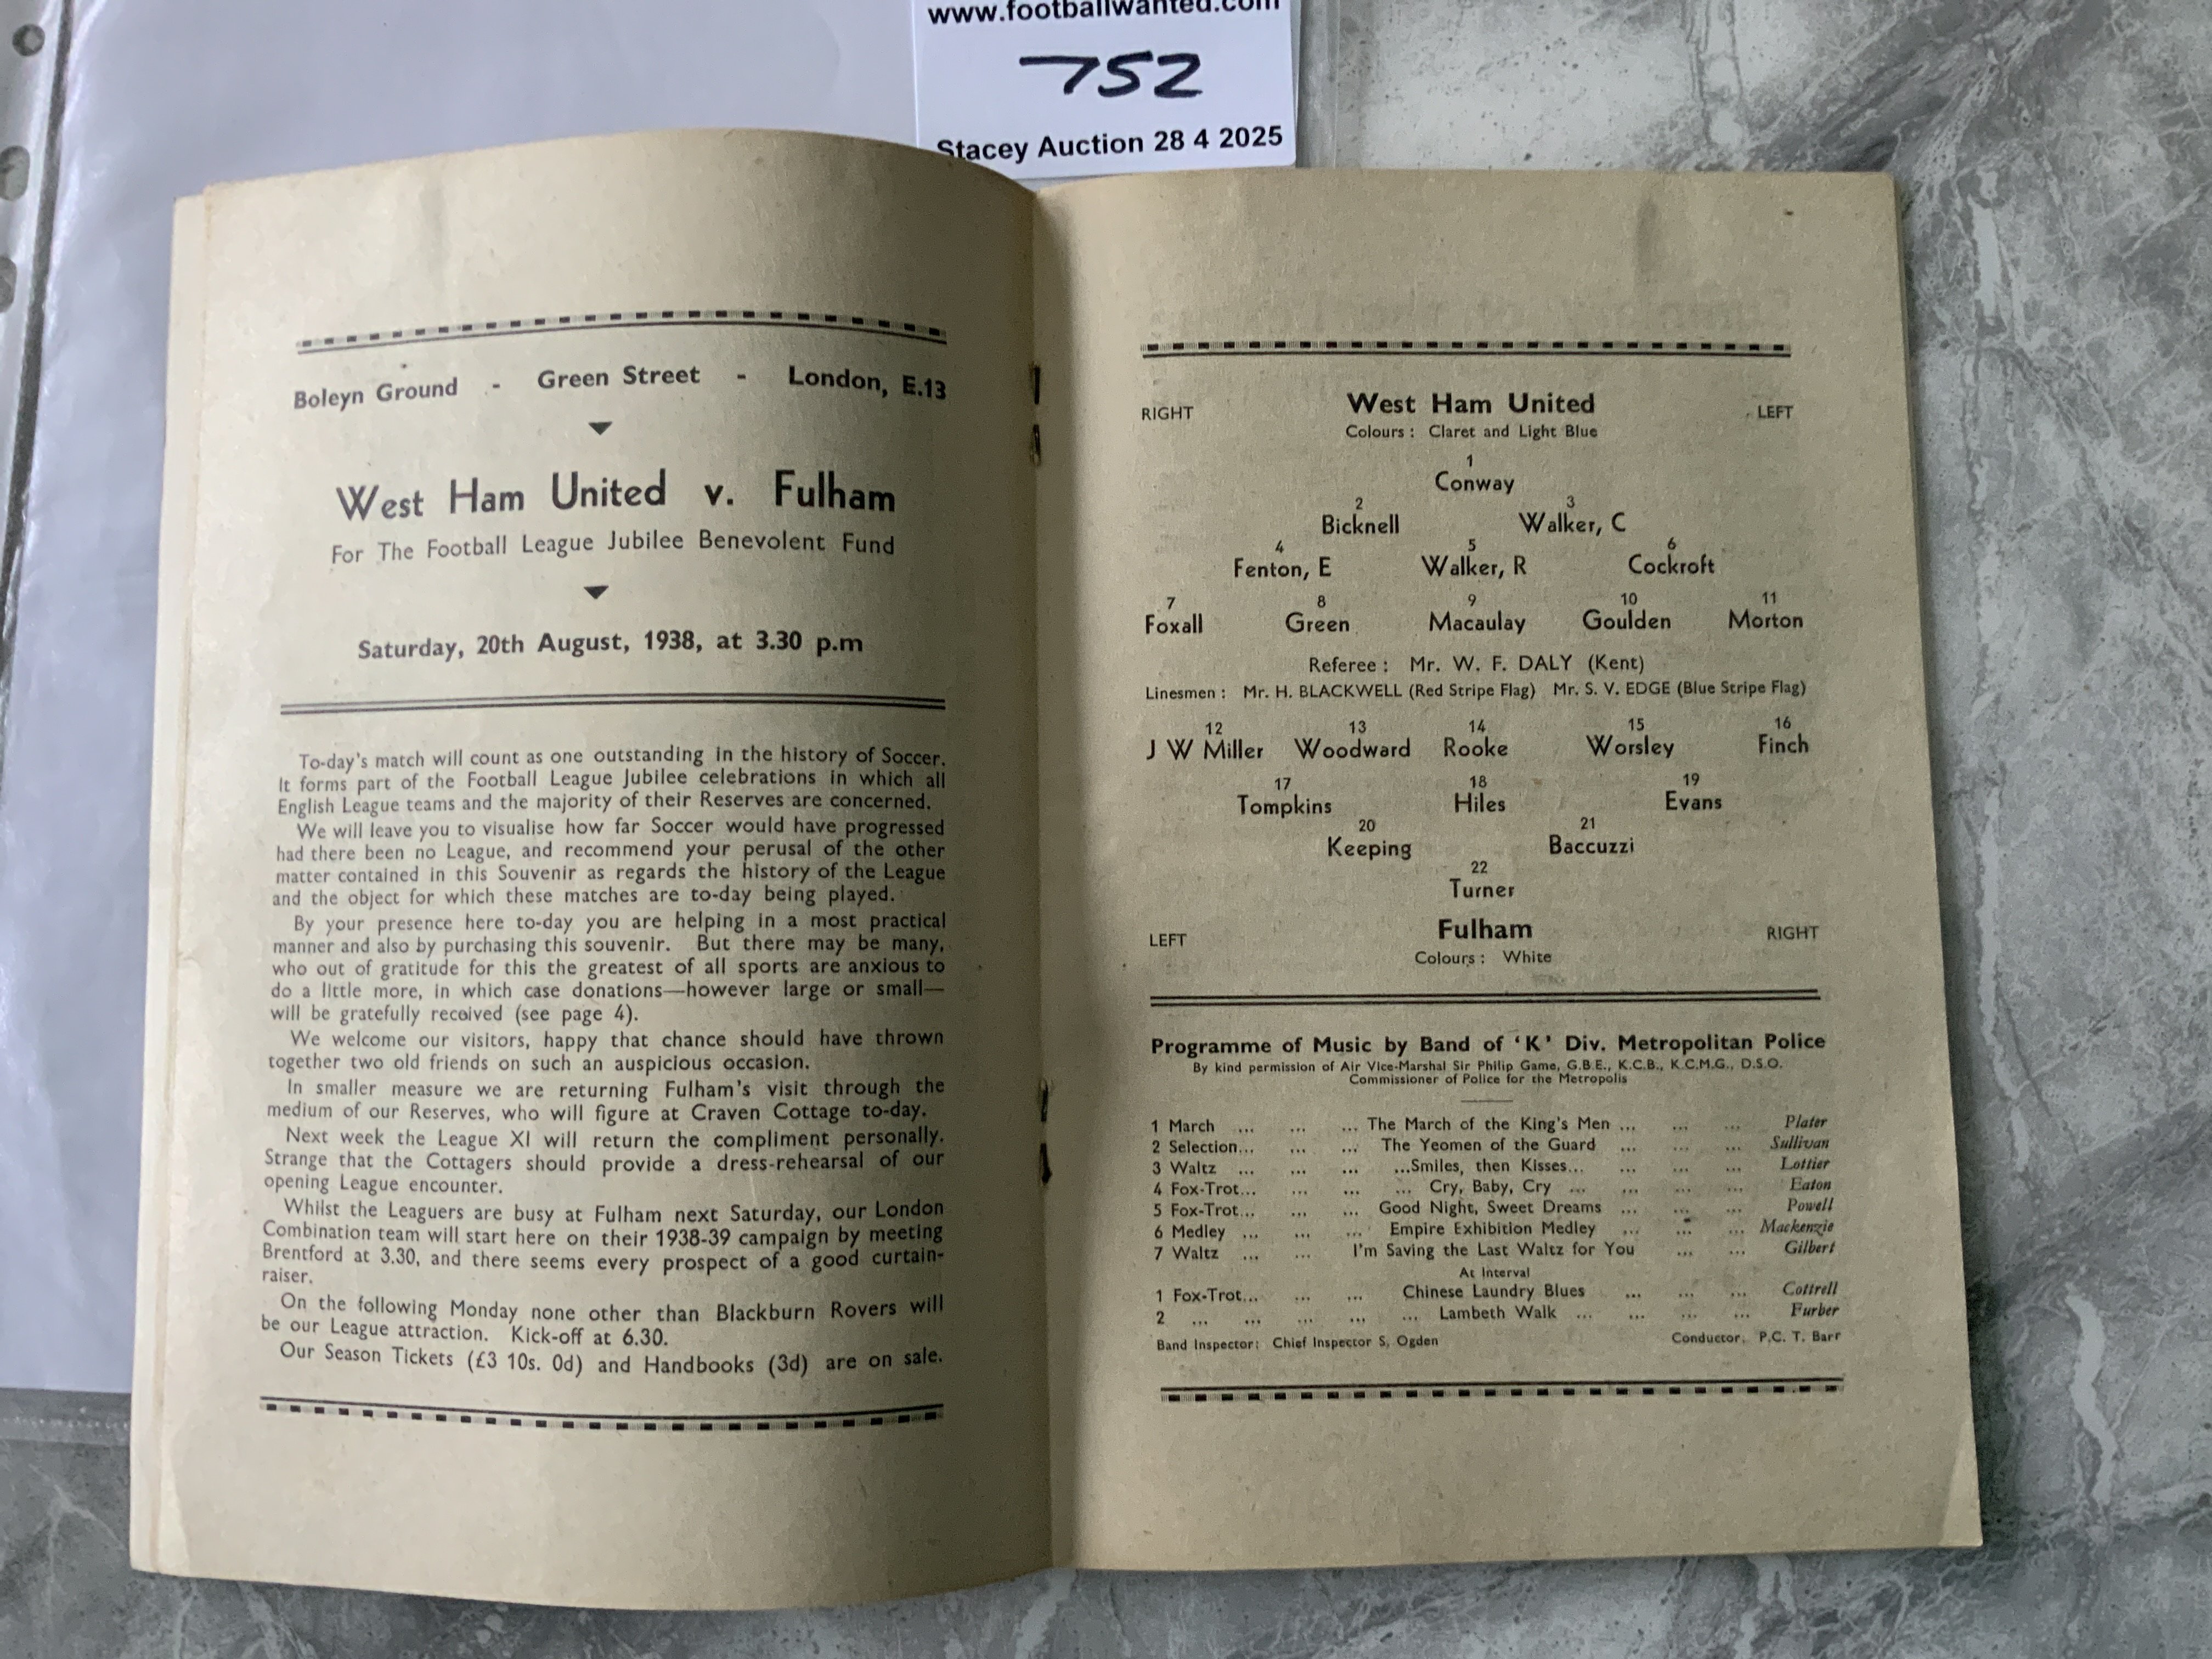 www.footballwanted.com
752
Stacey Auction 28 4 2025
Boleyn Ground - Green Street - London, E.13
West Ham United v. Fulham
For The Football League Jubilee Benevolent Fund
Saturday, 20th August, 1938, at 3.30 p.m
To-day's match will count as one outstanding in the history of Soccer.
It forms part of the Football League Jubilee celebrations in which all
English League teams and the majority of their Reserves are concerned.
We will leave you to visualise how far Soccer would have progressed
had there been no League, and recommend your perusal of the other
matter contained in this Souvenir as regards the history of the League
and the object for which these matches are to-day being played.
By your presence here to-day you are helping in a most practical
manner and also by purchasing this souvenir. But there may be many,
who out of gratitude for this the greatest of all sports are anxious to
do a little more, in which case donations—however large or small—
will be gratefully received (see page 4).
We welcome our visitors, happy that chance should have thrown
together two old friends on such an auspicious occasion.
In smaller measure we are returning Fulham's visit through the
medium of our Reserves, who will figure at Craven Cottage to-day.
Next week the League XI will return the compliment personally.
Strange that the Cottagers should provide a dress-rehearsal of our
opening League encounter.
Whilst the Leaguers are busy at Fulham next Saturday, our London
Combination team will start here on their 1938-39 campaign by meeting
Brentford at 3.30, and there seems every prospect of a good curtain-
raiser.
On the following Monday none other than Blackburn Rovers will
be our League attraction. Kick-off at 6.30.
Our Season Tickets (£3 10s. 0d) and Handbooks (3d) are on sale.
RIGHT West Ham United LEFT
Colours : Claret and Light Blue
1
Conway
2 3
Bicknell Walker, C
4 5 6
Fenton, E Walker, R Cockroft
7 8 9 10 11
Foxall Green Macaulay Goulden Morton
Referee : Mr. W. F. DALY (Kent)
Linesmen : Mr. H. BLACKWELL (Red Stripe Flag) Mr. S. V. EDGE (Blue Stripe Flag)
12 13 14 15 16
J W Miller Woodward Rooke Worsley Finch
17 18 19
Tompkins Hiles Evans
20 21
Keeping Baccuzzi
22
Turner
LEFT Fulham RIGHT
Colours : White
Programme of Music by Band of 'K' Div. Metropolitan Police
By kind permission of Air Vice-Marshal Sir Philip Game, G.B.E., K.C.B., K.C.M.G., D.S.O.
Commissioner of Police for the Metropolis
1 March ... ... ... The March of the King's Men ... ... ... Plater
2 Selection... ... ... The Yeomen of the Guard ... ... ... Sullivan
3 Waltz ... ... ... ...Smiles, then Kisses... ... ... ... Lottier
4 Fox-Trot... ... ... ... Cry, Baby, Cry ... ... ... ... Eaton
5 Fox-Trot... ... ... Good Night, Sweet Dreams ... ... ... Powell
6 Medley ... ... ... Empire Exhibition Medley ... ... ... Mackenzie
7 Waltz ... ... I'm Saving the Last Waltz for You ... ... Gilbert
At Interval
1 Fox-Trot... ... ... Chinese Laundry Blues ... ... ... Cottrell
2 ... ... ... ... ... Lambeth Walk ... ... ... ... Furber
Band Inspector: Chief Inspector S. Ogden Conductor. P.C. T. Barr